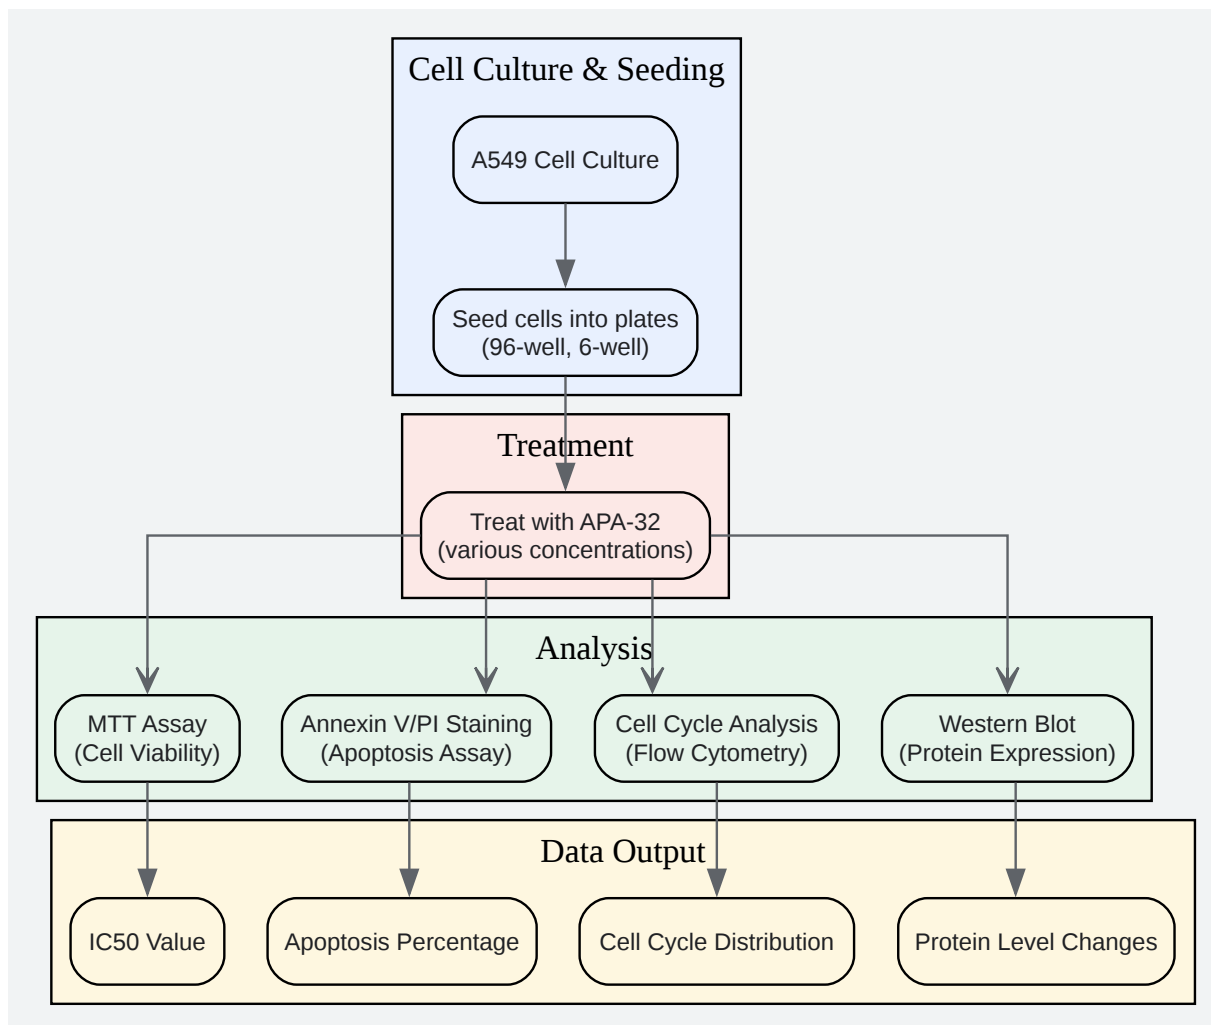 Cell Culture & Seeding
A549 Cell Culture
Seed cells into plates
(96-well, 6-well)
Treatment
Treat with APA-32
(various concentrations)
Analysis
MTT Assay
(Cell Viability)
Annexin V/PI Staining
(Apoptosis Assay)
Cell Cycle Analysis
(Flow Cytometry)
Western Blot
(Protein Expression)
Data Output
IC50 Value
Apoptosis Percentage
Cell Cycle Distribution
Protein Level Changes